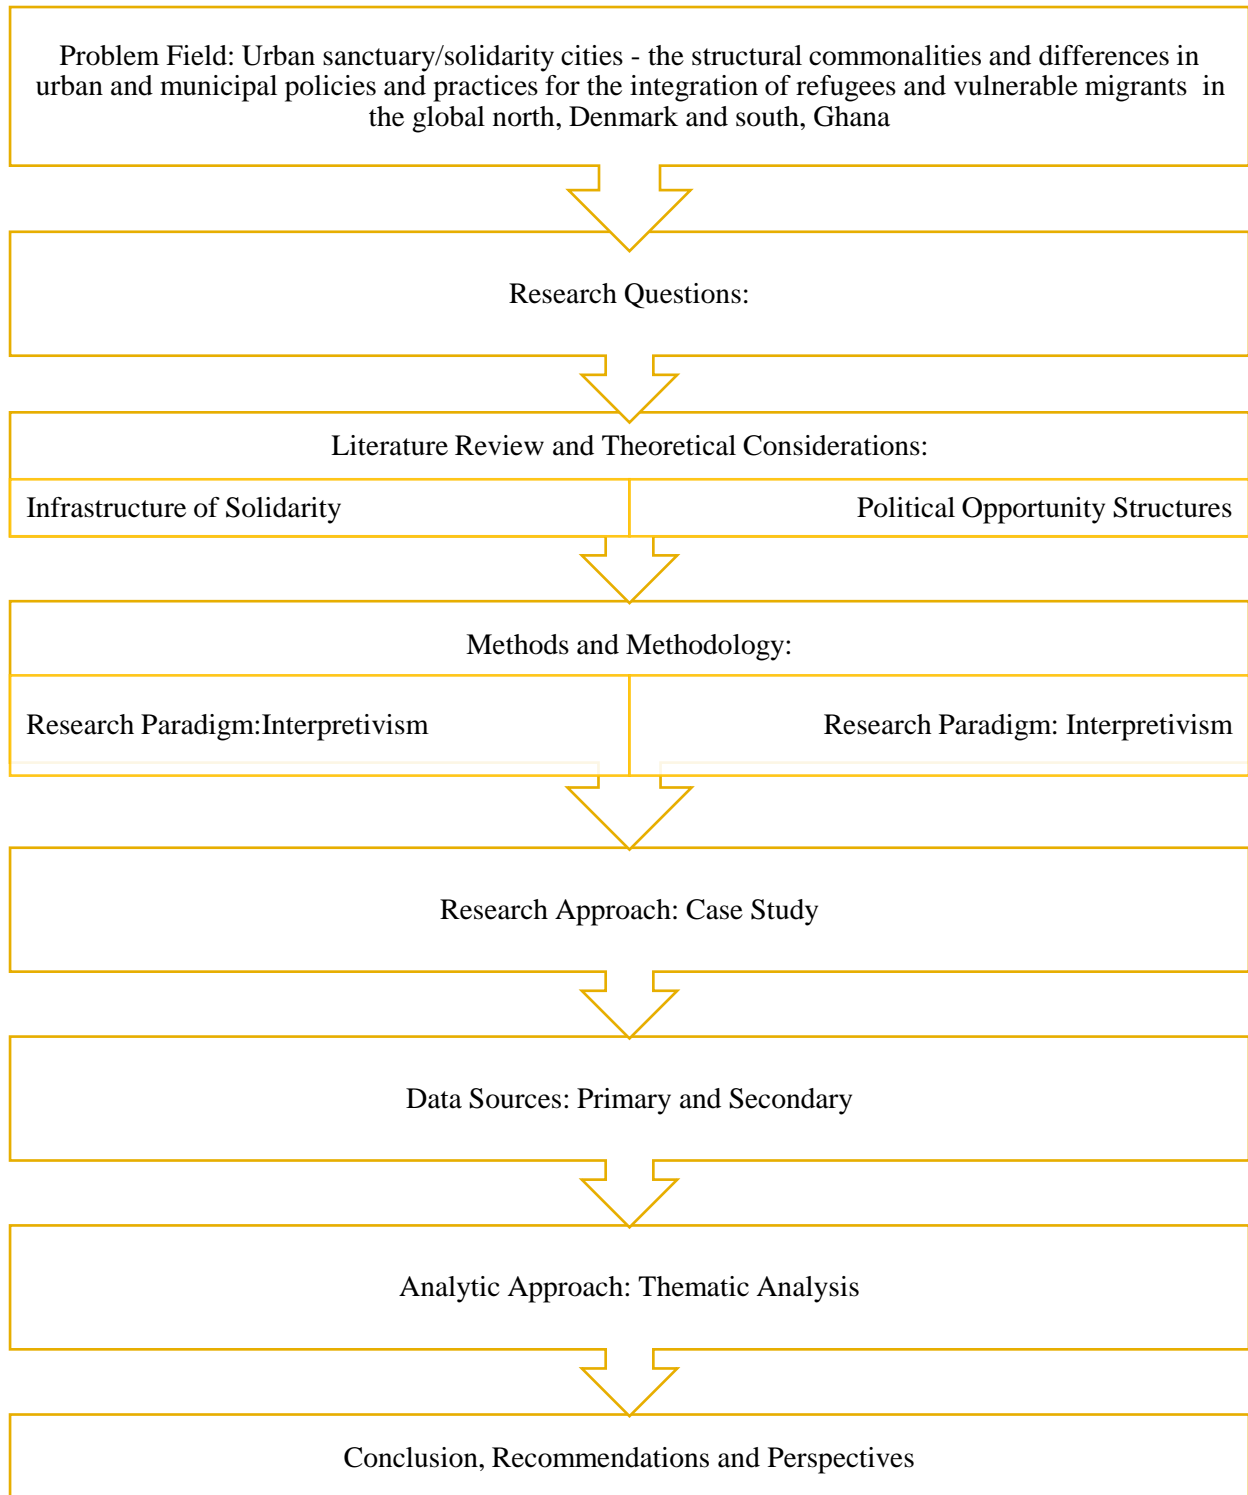 Problem Field: Urban sanctuary/solidarity cities - the structural commonalities and differences in
urban and municipal policies and practices for the integration of refugees and vulnerable migrants  in
the global north, Denmark and south, Ghana
Research Questions:
Literature Review and Theoretical Considerations:
Infrastructure of Solidarity
Political Opportunity Structures
Methods and Methodology:
Research Paradigm:Interpretivism
Research Paradigm: Interpretivism
Research Approach: Case Study
Data Sources: Primary and Secondary
Analytic Approach: Thematic Analysis
Conclusion, Recommendations and Perspectives